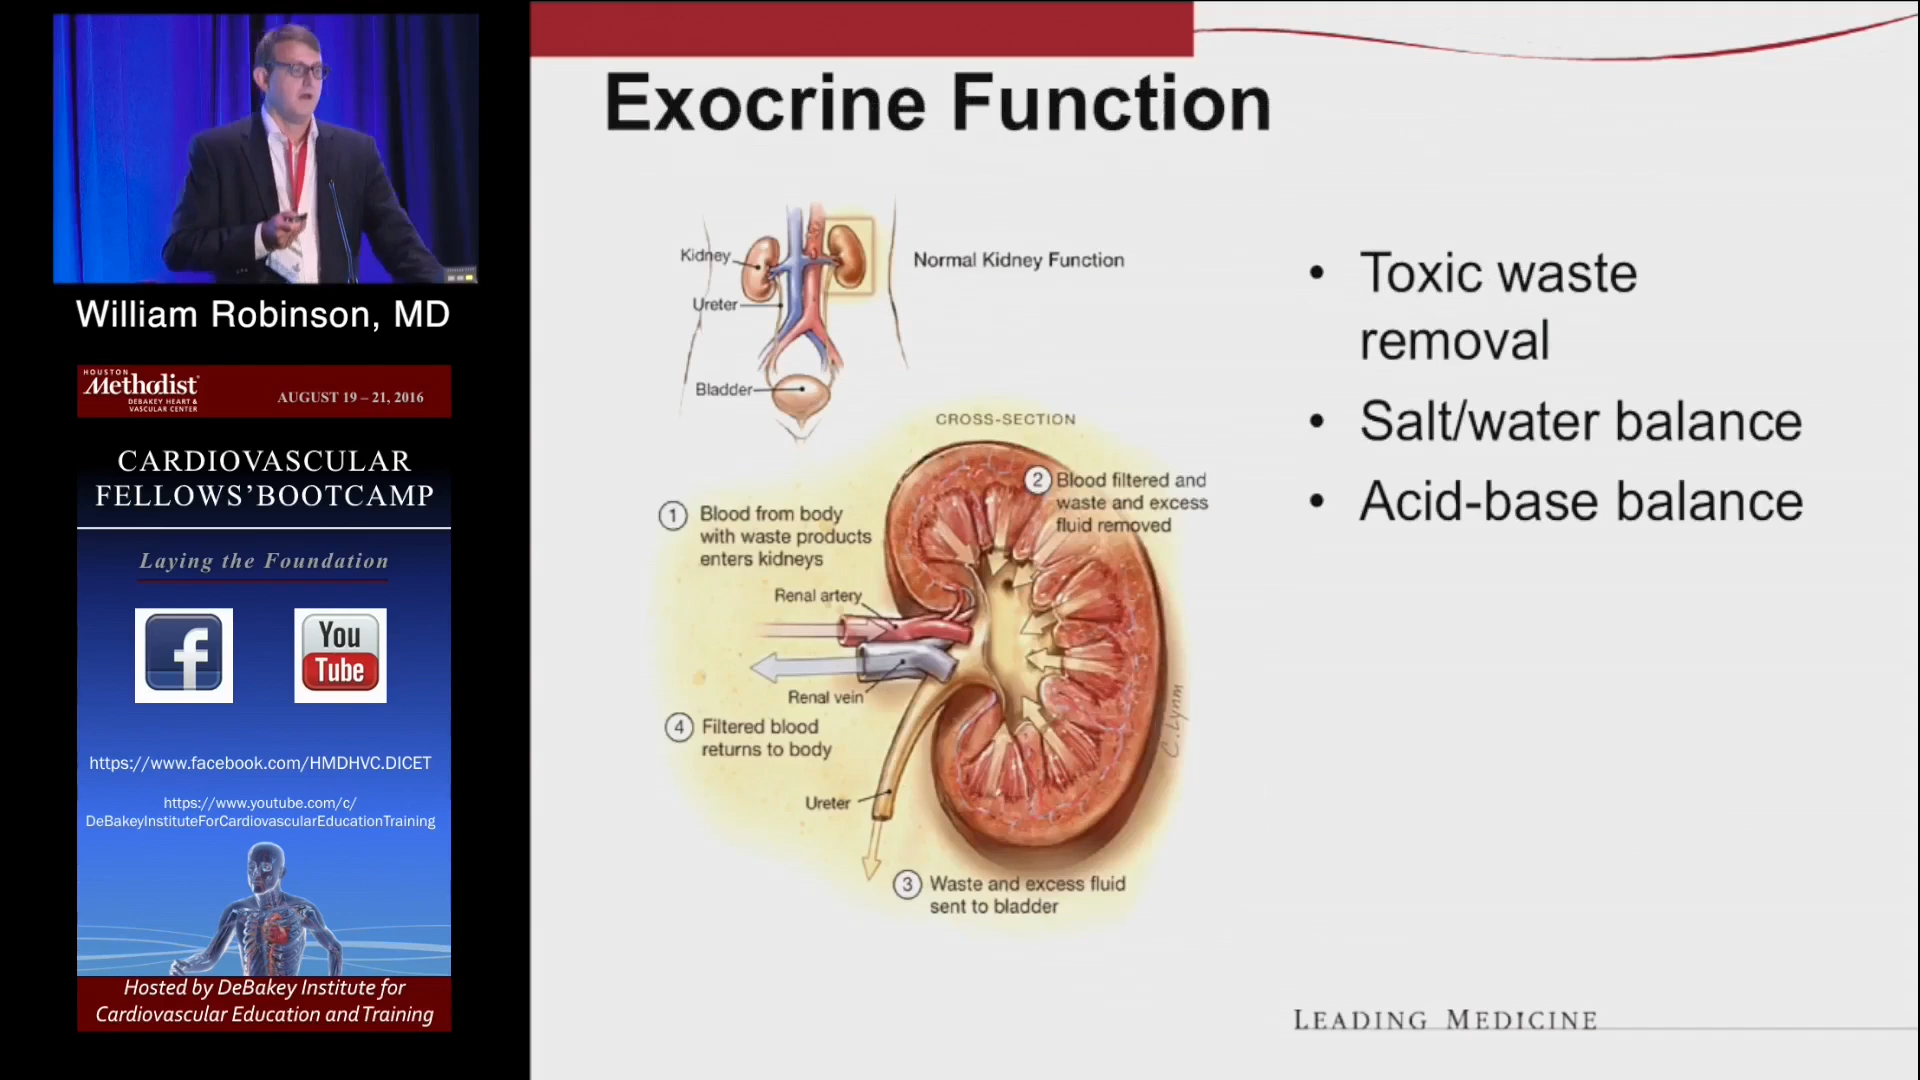 William Robinson, MD
HOUSTON
Methodist
DEBAKEY HEART &
VASCULAR CENTER
AUGUST 19 – 21, 2016
CARDIOVASCULAR
FELLOWS’BOOTCAMP
Laying the Foundation
f
You
Tube
https://www.facebook.com/HMDHVC.DICET
https://www.youtube.com/c/
DeBakeyInstituteForCardiovascularEducationTraining
Hosted by DeBakey Institute for
Cardiovascular Education and Training
Exocrine Function
Kidney
Normal Kidney Function
Ureter
Bladder
CROSS-SECTION
1 Blood from body
with waste products
enters kidneys
2 Blood filtered and
waste and excess
fluid removed
Renal artery
Renal vein
4 Filtered blood
returns to body
Ureter
C. Lynm
3 Waste and excess fluid
sent to bladder
• Toxic waste
removal
• Salt/water balance
• Acid-base balance
LEADING MEDICINE